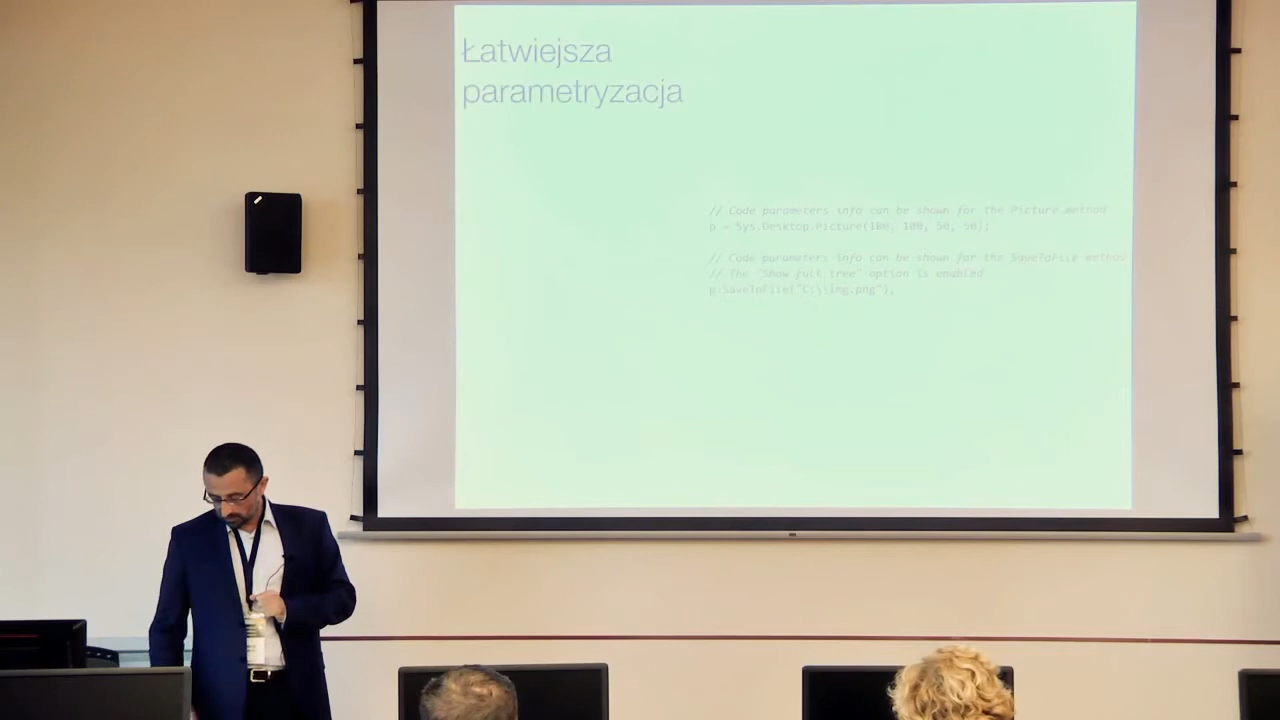 Łatwiejsza
parametryzacja
// Code parameters info can be shown for the Picture method
p = Sys.Desktop.Picture(100, 100, 50, 50);
// Code parameters info can be shown for the SaveToFile method
// The "Show full tree" option is enabled
p.SaveToFile("C:\\img.png");